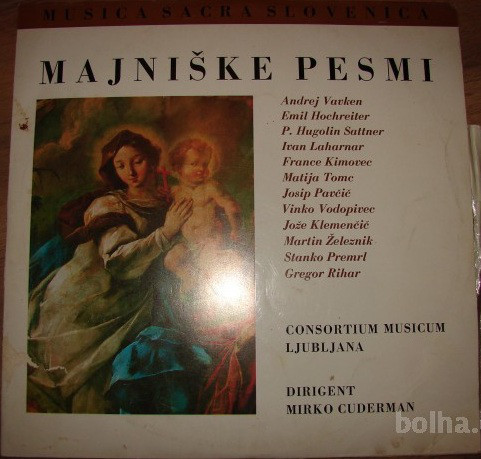 MUSICA SACRA SLOVENICA
MAJNIŠKE PESMI
Andrej Vavken
Emil Hochreiter
P. Hugolin Sattner
Ivan Laharnar
France Kimovec
Matija Tomc
Josip Pavčič
Vinko Vodopivec
Jože Klemenčič
Martin Železnik
Stanko Premrl
Gregor Rihar
CONSORTIUM MUSICUM
LJUBLJANA
DIRIGENT
MIRKO CUDERMAN
bolha.